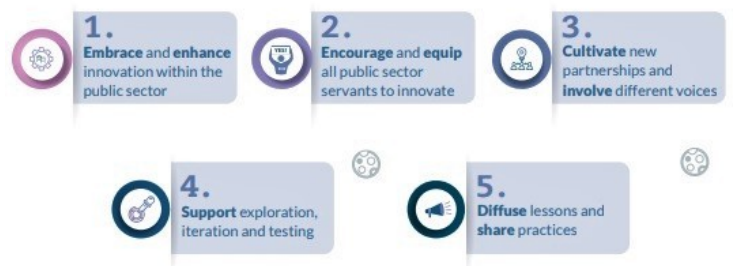 1.
Embrace and enhance
innovation within the
public sector
2.
Encourage and equip
all public sector
servants to innovate
3.
Cultivate new
partnerships and
involve different voices
4.
Support exploration,
iteration and testing
5.
Diffuse lessons and
share practices